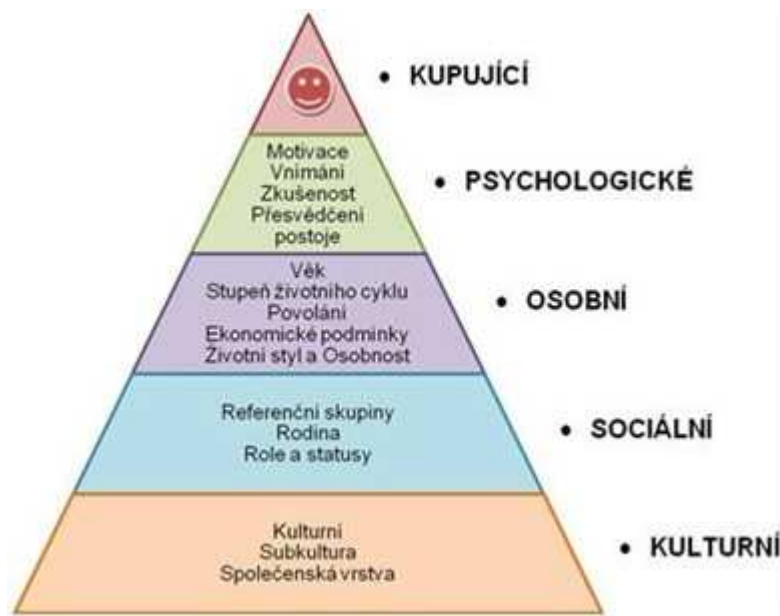 • KUPUJÍCÍ
Motivace
Vnímání
Zkušenost
Přesvědčení
postoje
• PSYCHOLOGICKÉ
Věk
Stupeň životního cyklu
Povolání
Ekonomické podmínky
Životní styl a Osobnost
• OSOBNÍ
Referenční skupiny
Rodina
Role a statusy
• SOCIÁLNÍ
Kulturní
Subkultura
Společenská vrstva
• KULTURNÍ